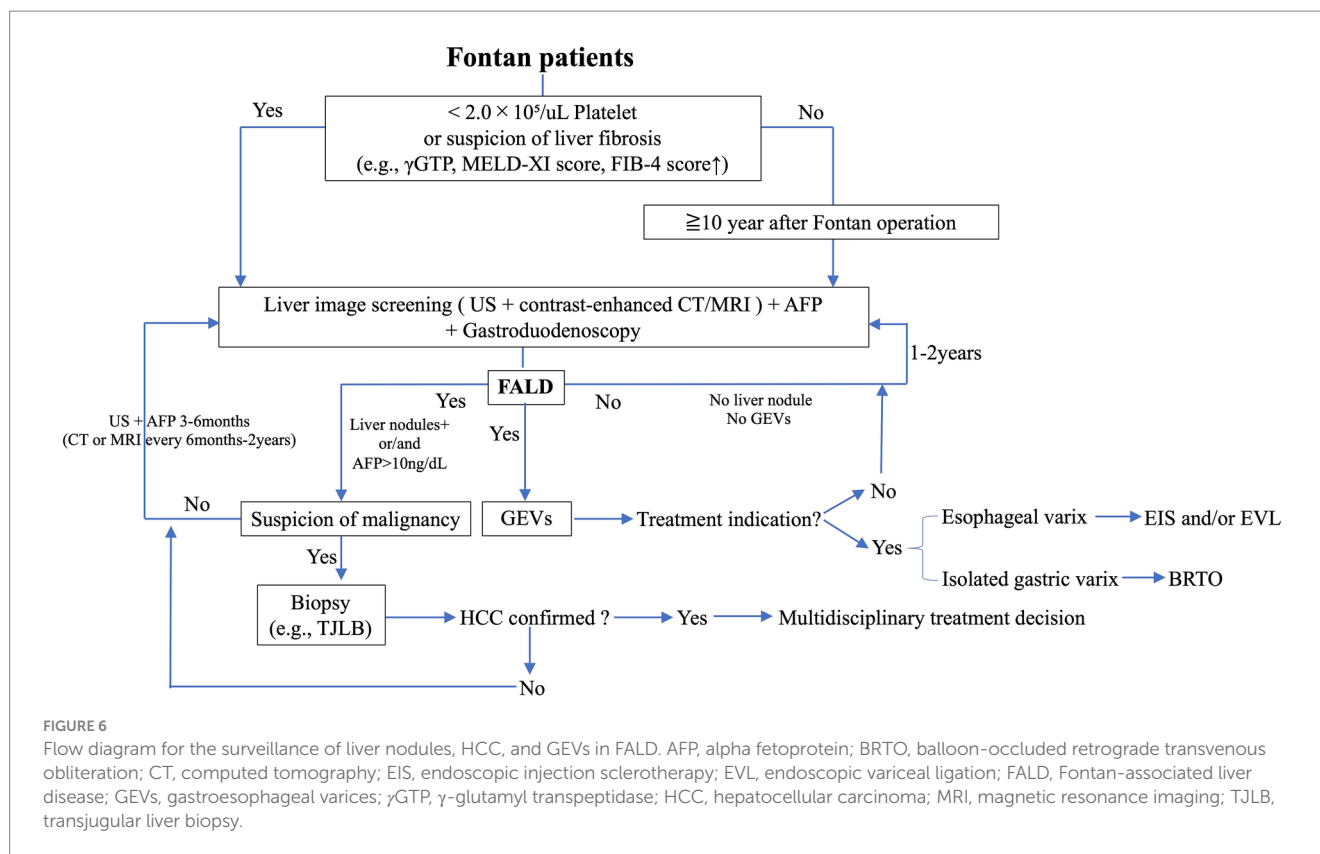 Fontan patients
Yes
< 2.0 × 10⁵/uL Platelet
or suspicion of liver fibrosis
(e.g., γGTP, MELD-XI score, FIB-4 score↑)
No
≧10 year after Fontan operation
Liver image screening ( US + contrast-enhanced CT/MRI ) + AFP
+ Gastroduodenoscopy
1-2years
FALD
Yes
No
No liver nodule
No GEVs
US + AFP 3-6months
(CT or MRI every 6months-2years)
Liver nodules+
or/and
AFP>10ng/dL
Yes
No
Suspicion of malignancy
GEVs
Treatment indication?
No
Yes
Esophageal varix
EIS and/or EVL
Isolated gastric varix
BRTO
Yes
Biopsy
(e.g., TJLB)
HCC confirmed ?
Yes
Multidisciplinary treatment decision
No
FIGURE 6
Flow diagram for the surveillance of liver nodules, HCC, and GEVs in FALD. AFP, alpha fetoprotein; BRTO, balloon-occluded retrograde transvenous
obliteration; CT, computed tomography; EIS, endoscopic injection sclerotherapy; EVL, endoscopic variceal ligation; FALD, Fontan-associated liver
disease; GEVs, gastroesophageal varices; γGTP, γ-glutamyl transpeptidase; HCC, hepatocellular carcinoma; MRI, magnetic resonance imaging; TJLB,
transjugular liver biopsy.